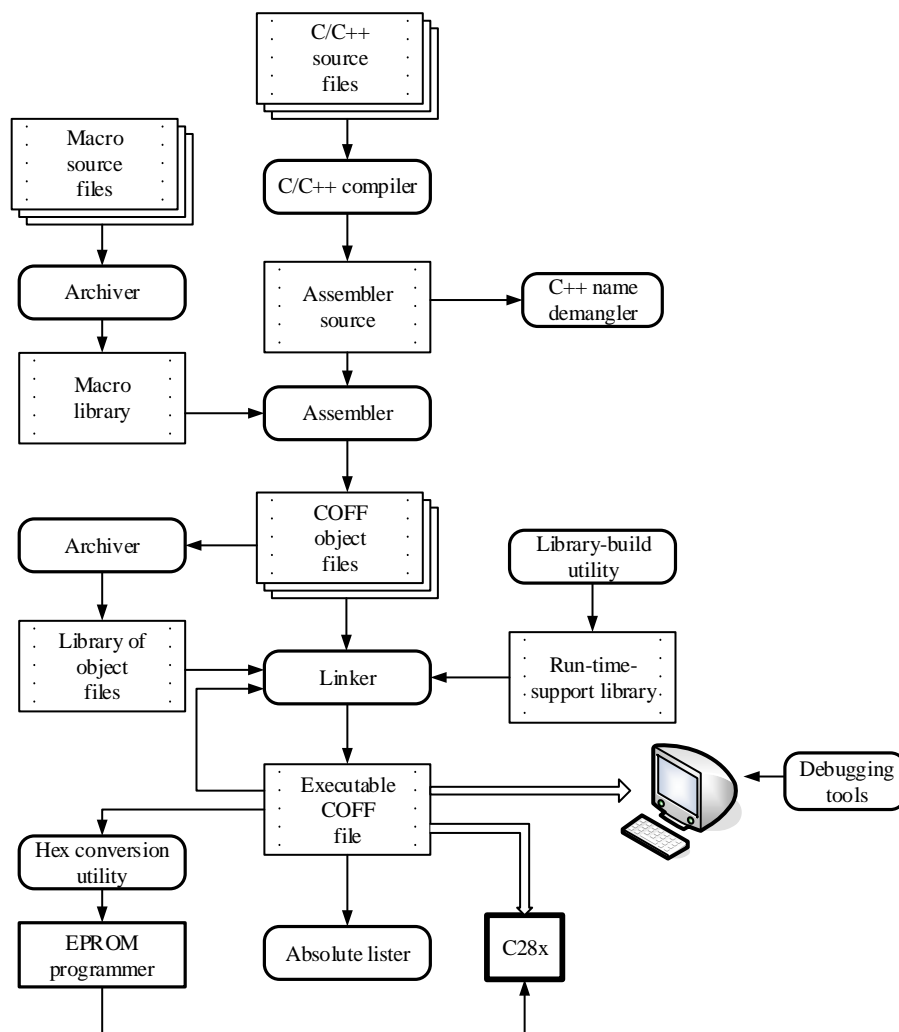 C/C++
source
files
Macro
source
files
C/C++ compiler
Archiver
Assembler
source
C++ name
demangler
Macro
library
Assembler
COFF
object
files
Archiver
Library-build
utility
Library of
object
files
Linker
Run-time-
support library
Executable
COFF
file
Debugging
tools
Hex conversion
utility
EPROM
programmer
Absolute lister
C28x